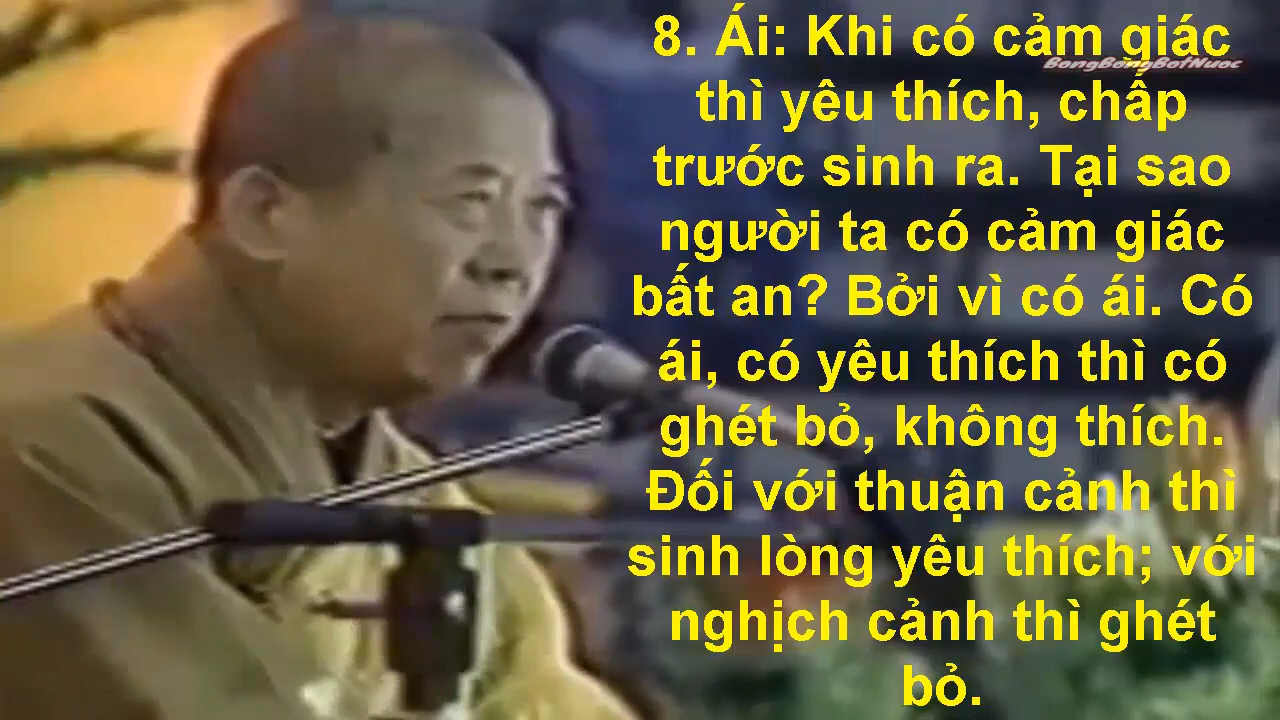 8. Ái: Khi có cảm giác
BongBongBotNuoc
thì yêu thích, chấp
trước sinh ra. Tại sao
người ta có cảm giác
bất an? Bởi vì có ái. Có
ái, có yêu thích thì có
ghét bỏ, không thích.
Đối với thuận cảnh thì
sinh lòng yêu thích; với
nghịch cảnh thì ghét
bỏ.